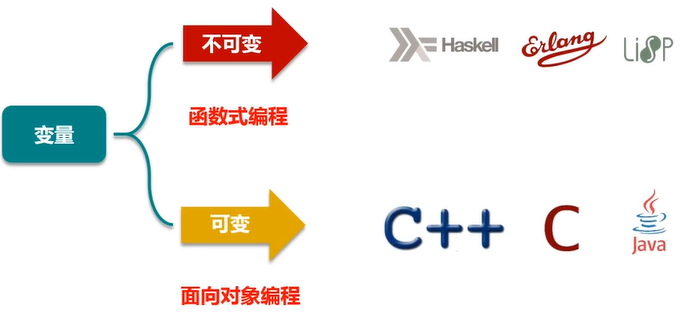 不可变
Haskell Erlang LISP
函数式编程
变量
可变
C++ C Java
面向对象编程